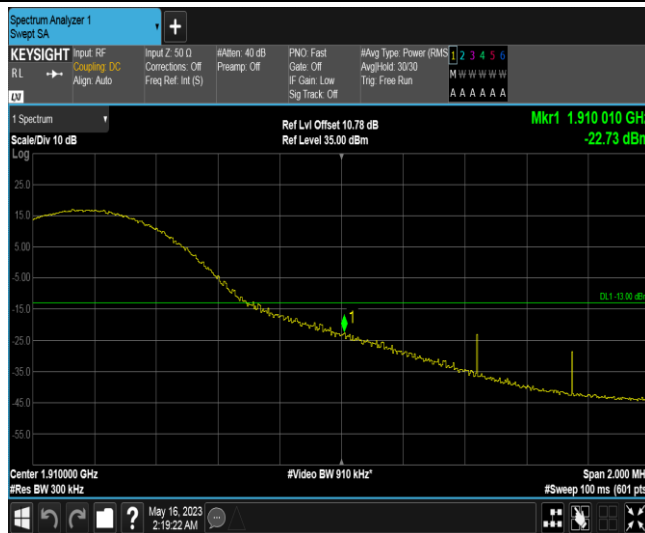 Spectrum Analyzer 1
Swept SA
+
KEYSIGHT
RL
LXI
Input: RF
Coupling: DC
Align: Auto
Input Z: 50 Ω
Corrections: Off
Freq Ref: Int (S)
#Atten: 40 dB
Preamp: Off
PNO: Fast
Gate: Off
IF Gain: Low
Sig Track: Off
#Avg Type: Power (RMS
Avg|Hold: 30/30
Trig: Free Run
1 2 3 4 5 6
M W W W W W
A A A A A A
1 Spectrum
Scale/Div 10 dB
Log
Ref Lvl Offset 10.78 dB
Ref Level 35.00 dBm
Mkr1 1.910 010 GHz
-22.73 dBm
25.0
15.0
5.00
-5.00
-15.0
-25.0
-35.0
-45.0
-55.0
DL1 -13.00 dBm
1
Center 1.910000 GHz
#Res BW 300 kHz
#Video BW 910 kHz*
Span 2.000 MH
#Sweep 100 ms (601 pts
?
May 16, 2023
2:19:22 AM